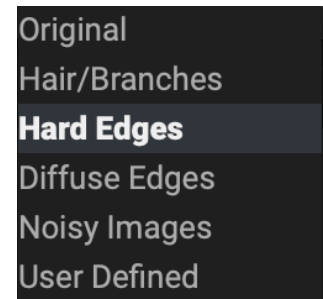 Original
Hair/Branches
Hard Edges
Diffuse Edges
Noisy Images
User Defined